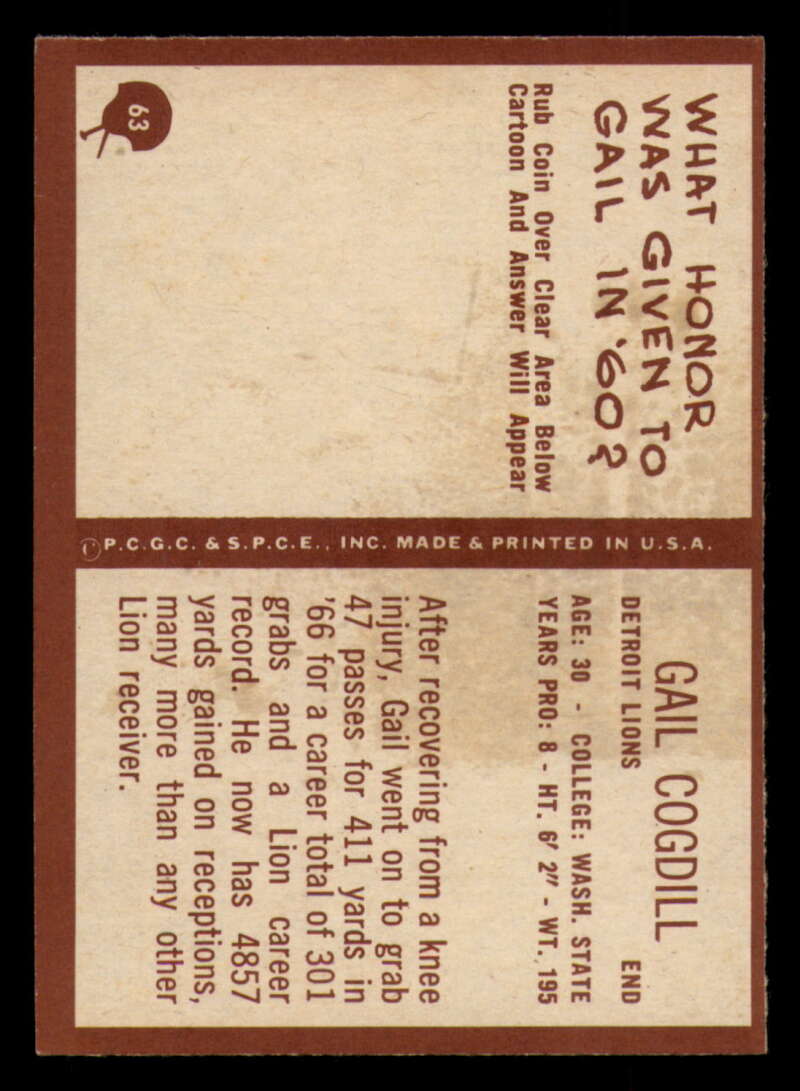 63
WHAT HONOR
WAS GIVEN TO
GAIL IN '60?
Rub Coin Over Clear Area Below
Cartoon And Answer Will Appear
©P.C.G.C. & S.P.C.E., INC. MADE & PRINTED IN U.S.A.
GAIL COGDILL
DETROIT LIONS END
AGE: 30 - COLLEGE: WASH. STATE
YEARS PRO: 8 - HT. 6' 2" - WT. 195
After recovering from a knee
injury, Gail went on to grab
47 passes for 411 yards in
'66 for a career total of 301
grabs and a Lion career
record. He now has 4857
yards gained on receptions,
many more than any other
Lion receiver.